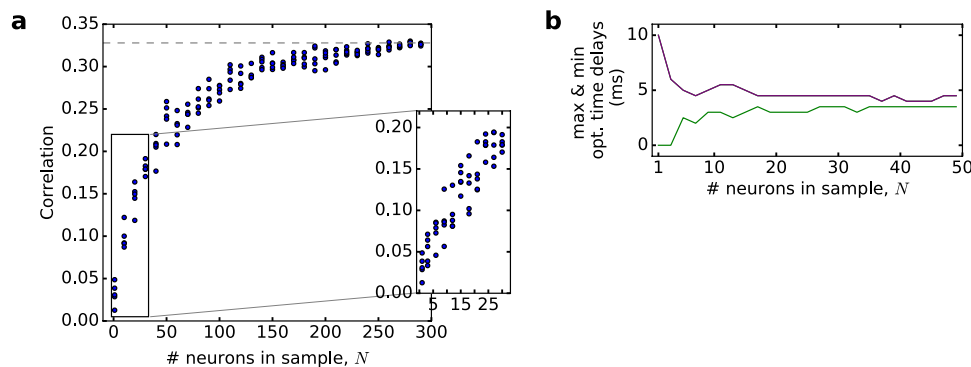 a
0.35
0.30
0.25
0.20
0.15
0.10
0.05
0.00
Correlation
0 50 100 150 200 250 300
# neurons in sample, N
0.20
0.15
0.10
0.05
0.00
5 15 25
b
10
5
0
max & min
opt. time delays
(ms)
1 10 20 30 40 50
# neurons in sample, N